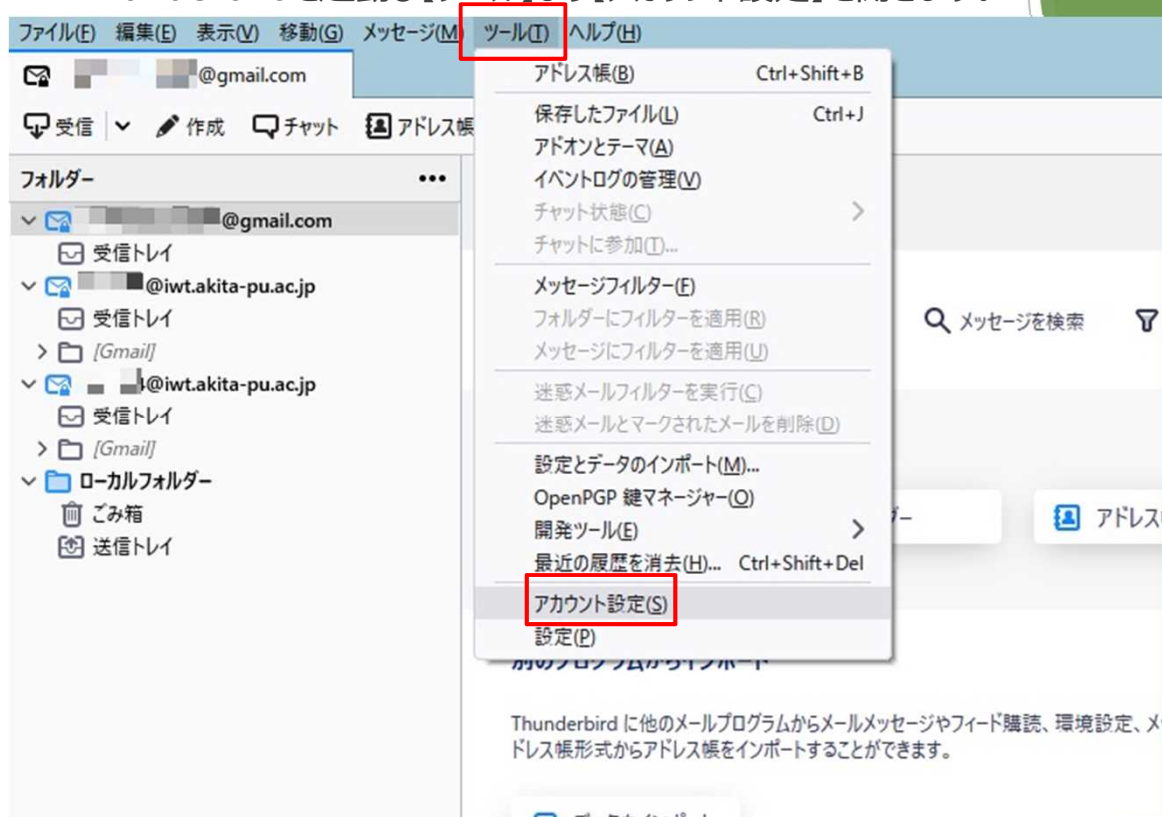 ファイル(F) 編集(E) 表示(V) 移動(G) メッセージ(M) ツール(T) ヘルプ(H)
@gmail.com
受信 作成 チャット アドレス帳
フォルダー •••
@gmail.com
受信トレイ
@iwt.akita-pu.ac.jp
受信トレイ
[Gmail]
@iwt.akita-pu.ac.jp
受信トレイ
[Gmail]
ローカルフォルダー
ごみ箱
送信トレイ
アドレス帳(B) Ctrl+Shift+B
保存したファイル(L) Ctrl+J
アドオンとテーマ(A)
イベントログの管理(V)
チャット状態(C)
チャットに参加(T)...
メッセージフィルター(F)
フォルダーにフィルターを適用(R)
メッセージにフィルターを適用(U)
迷惑メールフィルターを実行(C)
迷惑メールとマークされたメールを削除(D)
設定とデータのインポート(M)...
OpenPGP 鍵マネージャー(O)
開発ツール(E)
最近の履歴を消去(H)... Ctrl+Shift+Del
アカウント設定(S)
設定(P)
メッセージを検索
ー
アドレス
別のプログラムからインポート
Thunderbird に他のメールプログラムからメールメッセージやフィード購読、環境設定、メ
ドレス帳形式からアドレス帳をインポートすることができます。